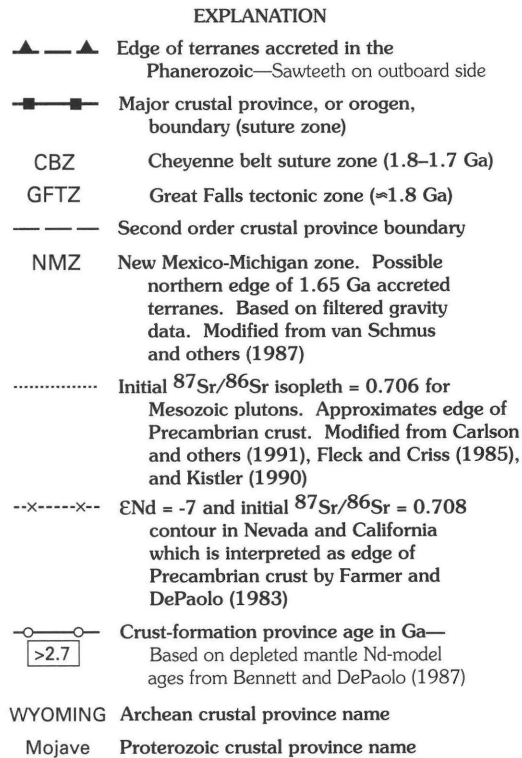 EXPLANATION
Edge of terranes accreted in the
Phanerozoic—Sawteeth on outboard side
Major crustal province, or orogen,
boundary (suture zone)
CBZ Cheyenne belt suture zone (1.8–1.7 Ga)
GFTZ Great Falls tectonic zone (≈1.8 Ga)
Second order crustal province boundary
NMZ New Mexico-Michigan zone. Possible
northern edge of 1.65 Ga accreted
terranes. Based on filtered gravity
data. Modified from van Schmus
and others (1987)
Initial 87Sr/86Sr isopleth = 0.706 for
Mesozoic plutons. Approximates edge of
Precambrian crust. Modified from Carlson
and others (1991), Fleck and Criss (1985),
and Kistler (1990)
εNd = -7 and initial 87Sr/86Sr = 0.708
contour in Nevada and California
which is interpreted as edge of
Precambrian crust by Farmer and
DePaolo (1983)
Crust-formation province age in Ga—
>2.7 Based on depleted mantle Nd-model
ages from Bennett and DePaolo (1987)
WYOMING Archean crustal province name
Mojave Proterozoic crustal province name